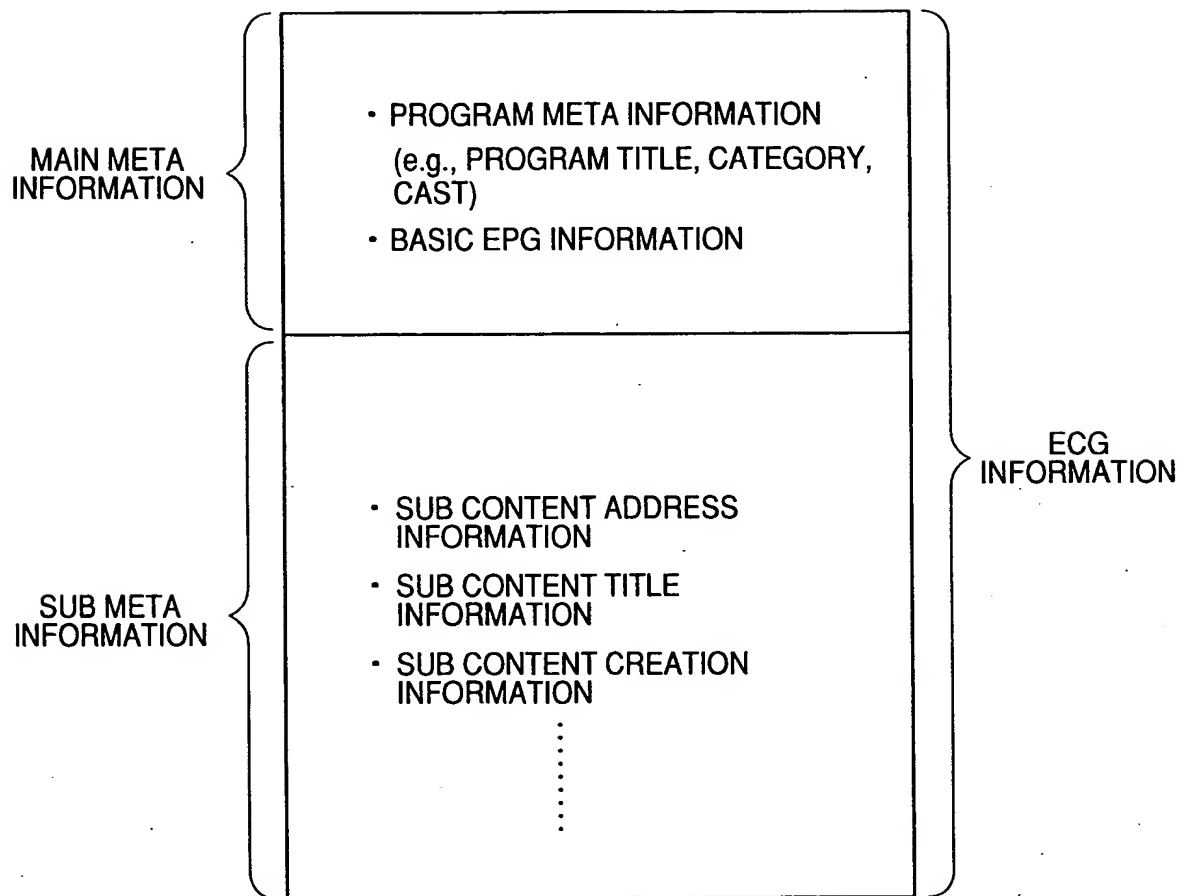 MAIN META
INFORMATION
· PROGRAM META INFORMATION
(e.g., PROGRAM TITLE, CATEGORY,
CAST)
· BASIC EPG INFORMATION
SUB META
INFORMATION
· SUB CONTENT ADDRESS
INFORMATION
· SUB CONTENT TITLE
INFORMATION
· SUB CONTENT CREATION
INFORMATION
ECG
INFORMATION